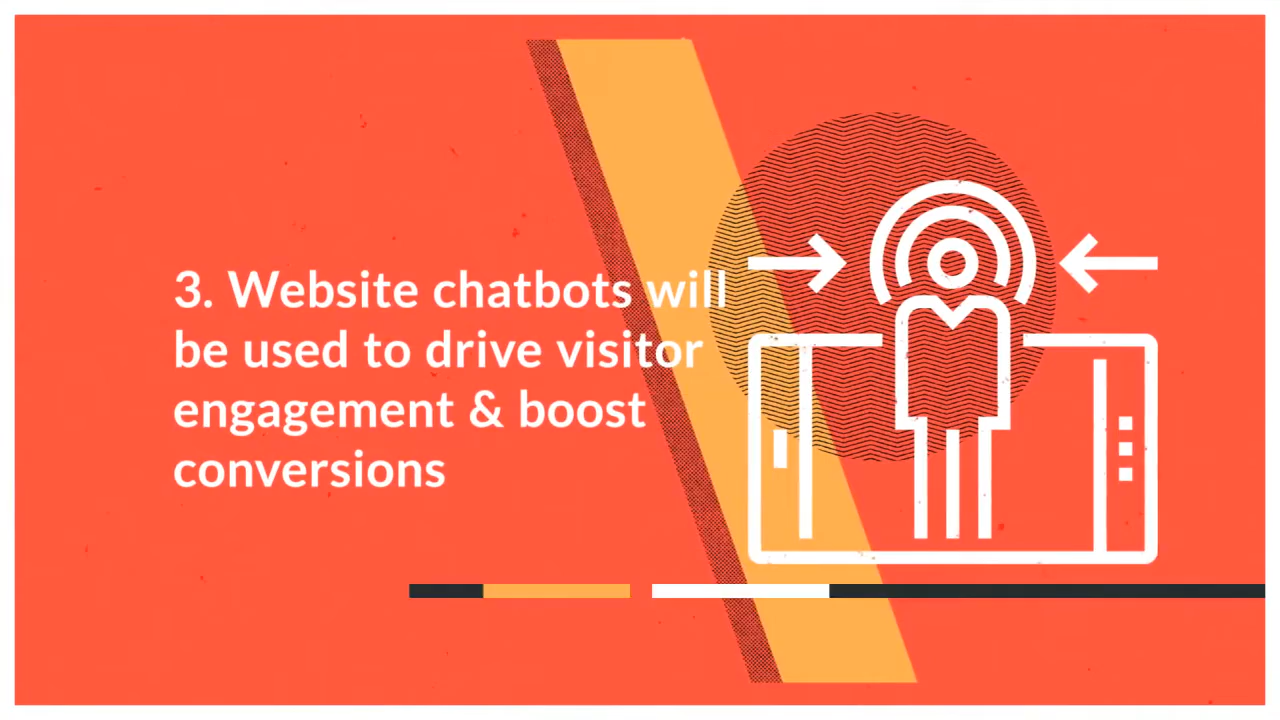 3. Website chatbots will
be used to drive visitor
engagement & boost
conversions